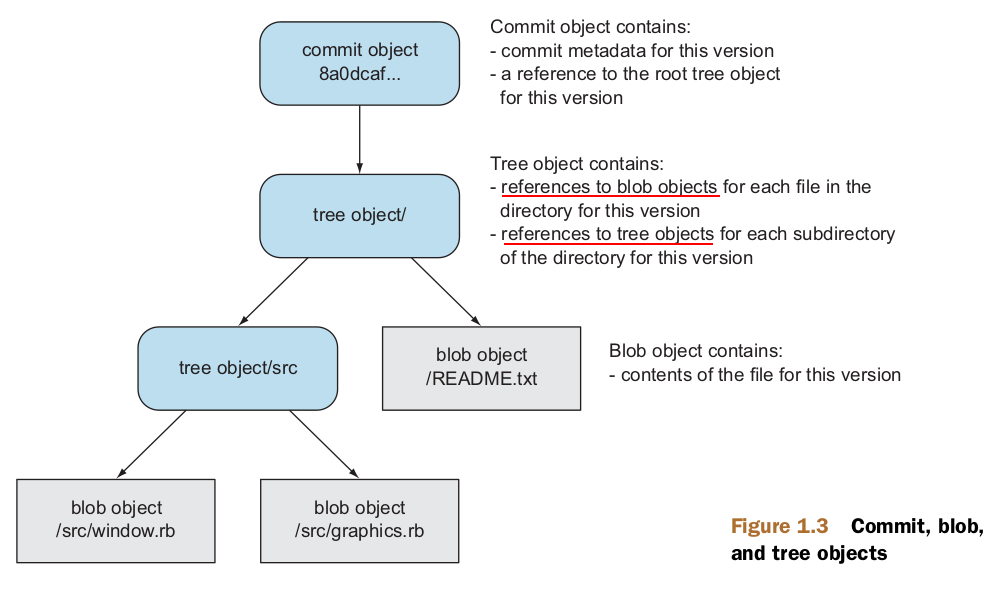 commit object
8a0dcaf...
Commit object contains:
- commit metadata for this version
- a reference to the root tree object
for this version
tree object/
Tree object contains:
- references to blob objects for each file in the
directory for this version
- references to tree objects for each subdirectory
of the directory for this version
tree object/src
blob object
/README.txt
Blob object contains:
- contents of the file for this version
blob object
/src/window.rb
blob object
/src/graphics.rb
Figure 1.3 Commit, blob,
and tree objects